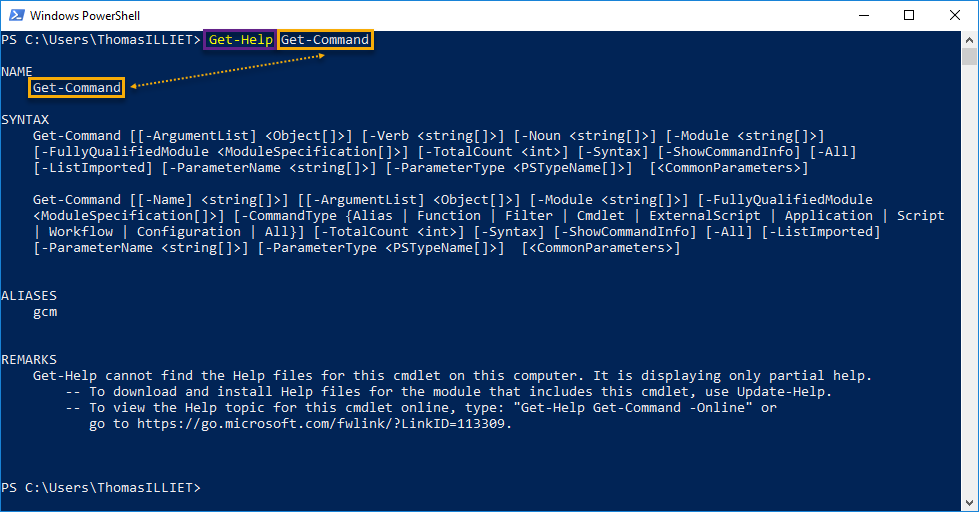 Windows PowerShell
PS C:\Users\ThomasILLIET> Get-Help Get-Command
NAME
Get-Command
SYNTAX
Get-Command [[-ArgumentList] <Object[]>] [-Verb <string[]>] [-Noun <string[]>] [-Module <string[]>]
[-FullyQualifiedModule <ModuleSpecification[]>] [-TotalCount <int>] [-Syntax] [-ShowCommandInfo] [-All]
[-ListImported] [-ParameterName <string[]>] [-ParameterType <PSTypeName[]>]  [<CommonParameters>]
Get-Command [[-Name] <string[]>] [[-ArgumentList] <Object[]>] [-Module <string[]>] [-FullyQualifiedModule
<ModuleSpecification[]>] [-CommandType {Alias | Function | Filter | Cmdlet | ExternalScript | Application | Script
| Workflow | Configuration | All}] [-TotalCount <int>] [-Syntax] [-ShowCommandInfo] [-All] [-ListImported]
[-ParameterName <string[]>] [-ParameterType <PSTypeName[]>]  [<CommonParameters>]
ALIASES
gcm
REMARKS
Get-Help cannot find the Help files for this cmdlet on this computer. It is displaying only partial help.
-- To download and install Help files for the module that includes this cmdlet, use Update-Help.
-- To view the Help topic for this cmdlet online, type: "Get-Help Get-Command -Online" or
go to https://go.microsoft.com/fwlink/?LinkID=113309.
PS C:\Users\ThomasILLIET>